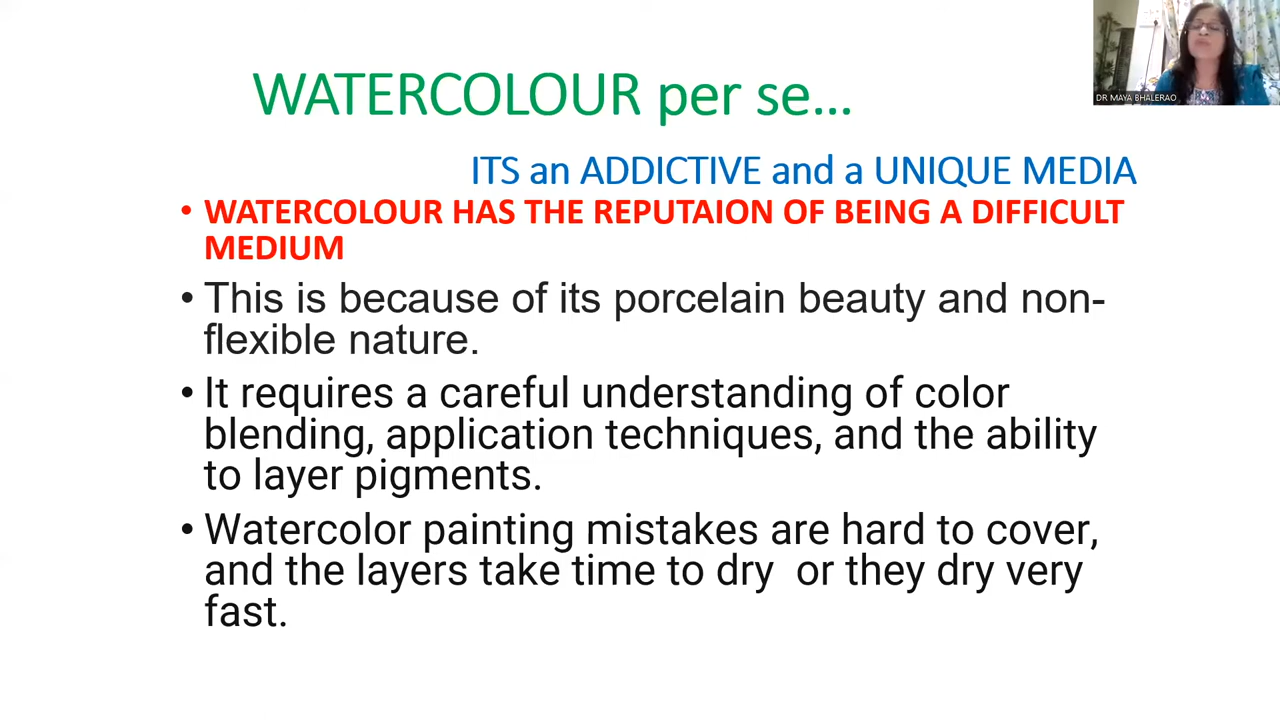 DR MAYA BHALERAO
WATERCOLOUR per se...
ITS an ADDICTIVE and a UNIQUE MEDIA
• WATERCOLOUR HAS THE REPUTAION OF BEING A DIFFICULT
MEDIUM
• This is because of its porcelain beauty and non-
flexible nature.
• It requires a careful understanding of color
blending, application techniques, and the ability
to layer pigments.
• Watercolor painting mistakes are hard to cover,
and the layers take time to dry  or they dry very
fast.